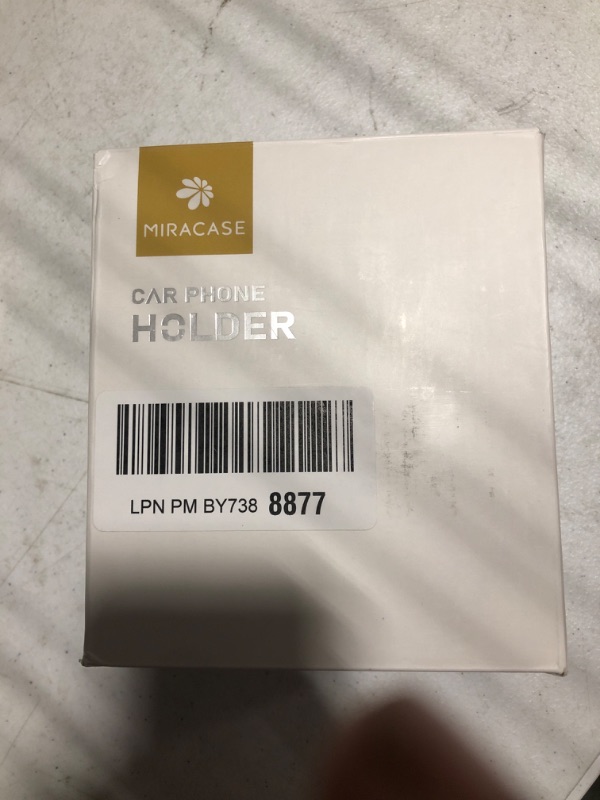 MIRACASE
CAR PHONE
HOLDER
LPN PM BY738 8877